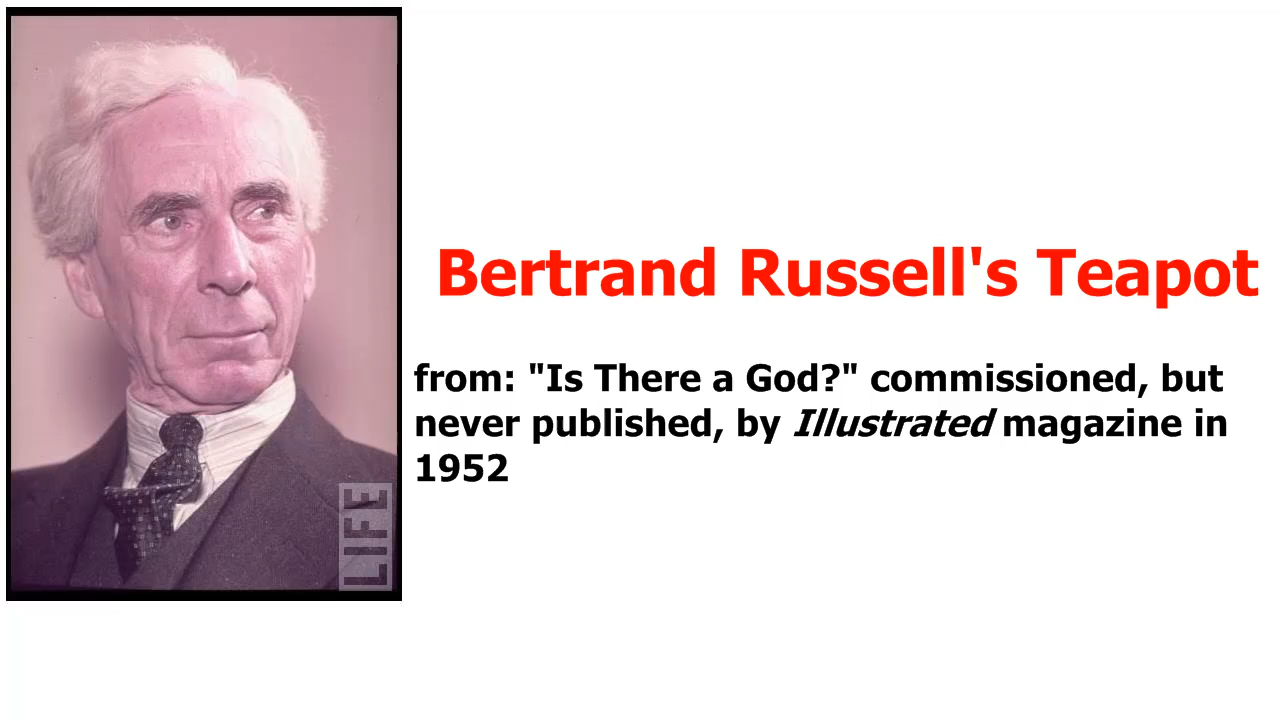 LIFE
Bertrand Russell's Teapot
from: "Is There a God?" commissioned, but
never published, by Illustrated magazine in
1952